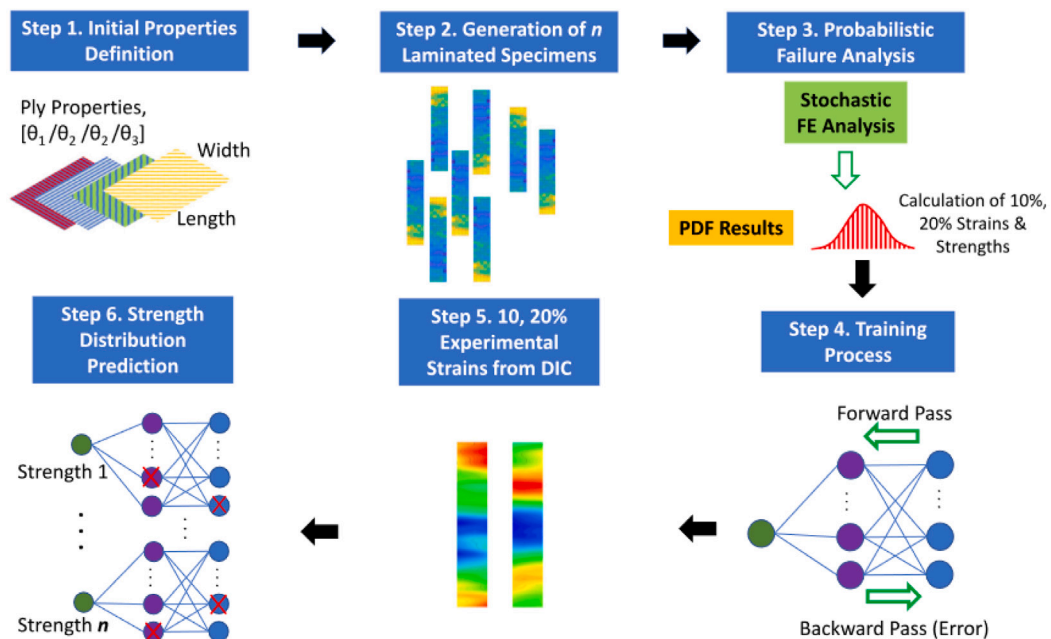 Step 1. Initial Properties
Definition
Step 2. Generation of n
Laminated Specimens
Step 3. Probabilistic
Failure Analysis
Ply Properties,
[θ₁/θ₂/θ₂/θ₃]
Width
Length
Stochastic
FE Analysis
PDF Results
Calculation of 10%,
20% Strains &
Strengths
Step 4. Training
Process
Forward Pass
Backward Pass (Error)
Step 5. 10, 20%
Experimental
Strains from DIC
Step 6. Strength
Distribution
Prediction
Strength 1
Strength n